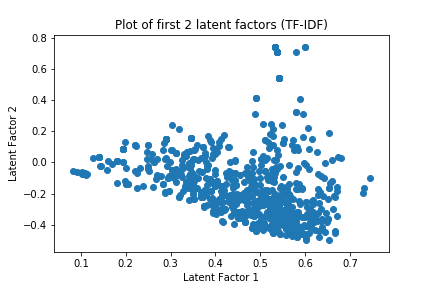 Plot of first 2 latent factors (TF-IDF)
Latent Factor 2
0.8
0.6
0.4
0.2
0.0
−0.2
−0.4
0.1 0.2 0.3 0.4 0.5 0.6 0.7
Latent Factor 1